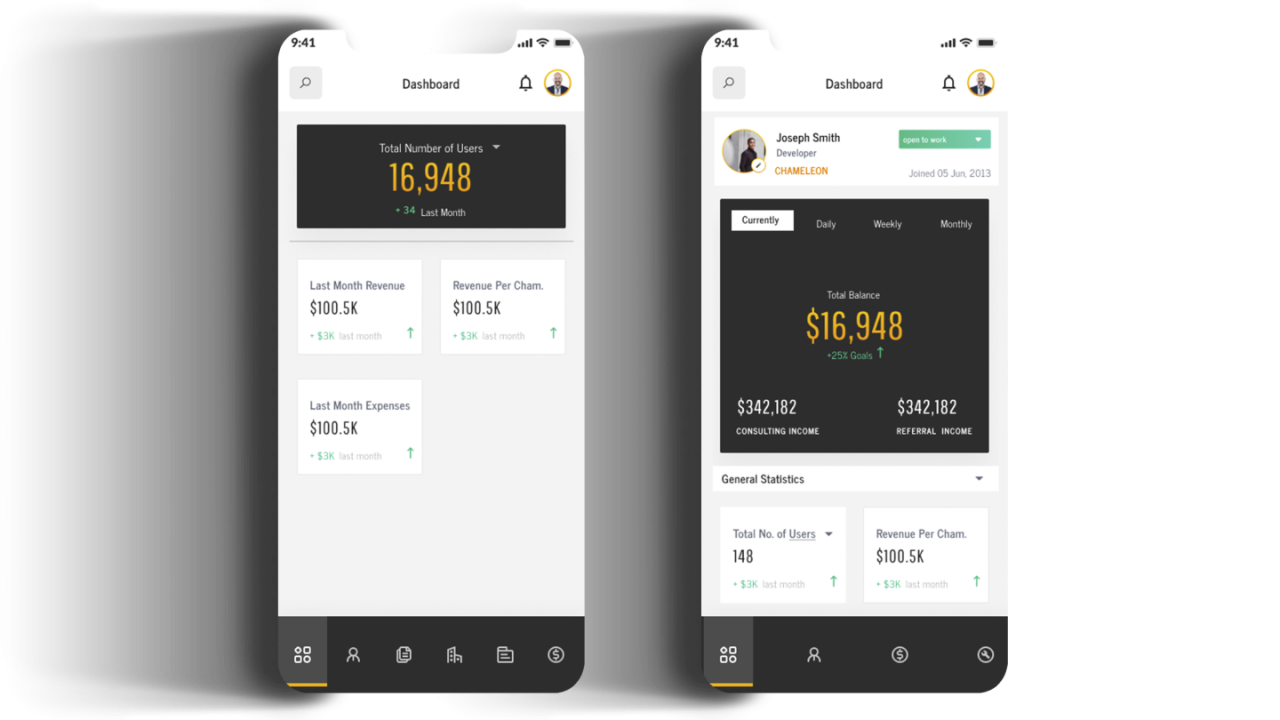 9:41
Dashboard
Total Number of Users
16,948
+ 34 Last Month
Last Month Revenue
$100.5K
+ $3K last month
Revenue Per Cham.
$100.5K
+ $3K last month
Last Month Expenses
$100.5K
+ $3K last month
9:41
Dashboard
Joseph Smith
Developer
CHAMELEON
open to work
Joined 05 Jun, 2013
Currently Daily Weekly Monthly
Total Balance
$16,948
+25% Goals
$342,182 $342,182
CONSULTING INCOME REFERRAL INCOME
General Statistics
Total No. of Users
148
+ $3K last month
Revenue Per Cham.
$100.5K
+ $3K last month